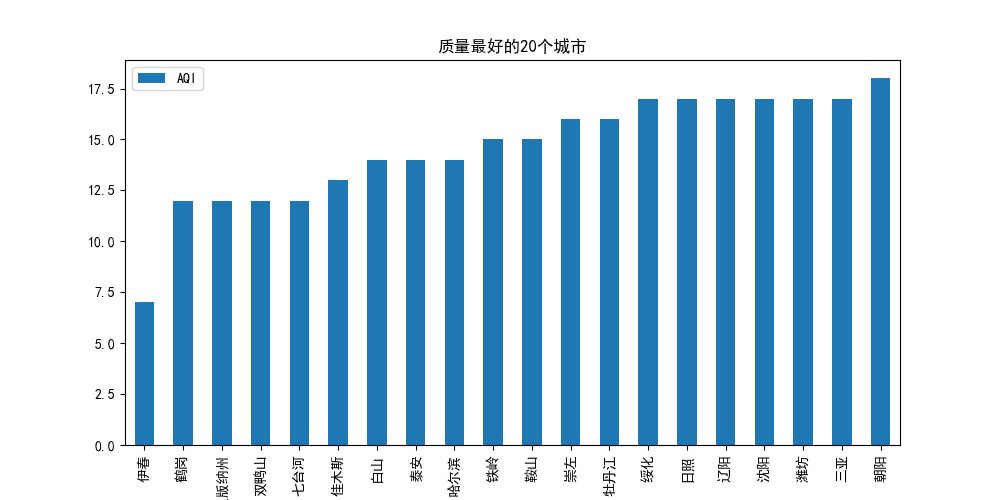 质量最好的20个城市
AQI
17.5
15.0
12.5
10.0
7.5
5.0
2.5
0.0
伊春
鹤岗
版纳州
双鸭山
七台河
佳木斯
白山
泰安
哈尔滨
铁岭
鞍山
崇左
牡丹江
绥化
日照
辽阳
沈阳
潍坊
三亚
朝阳